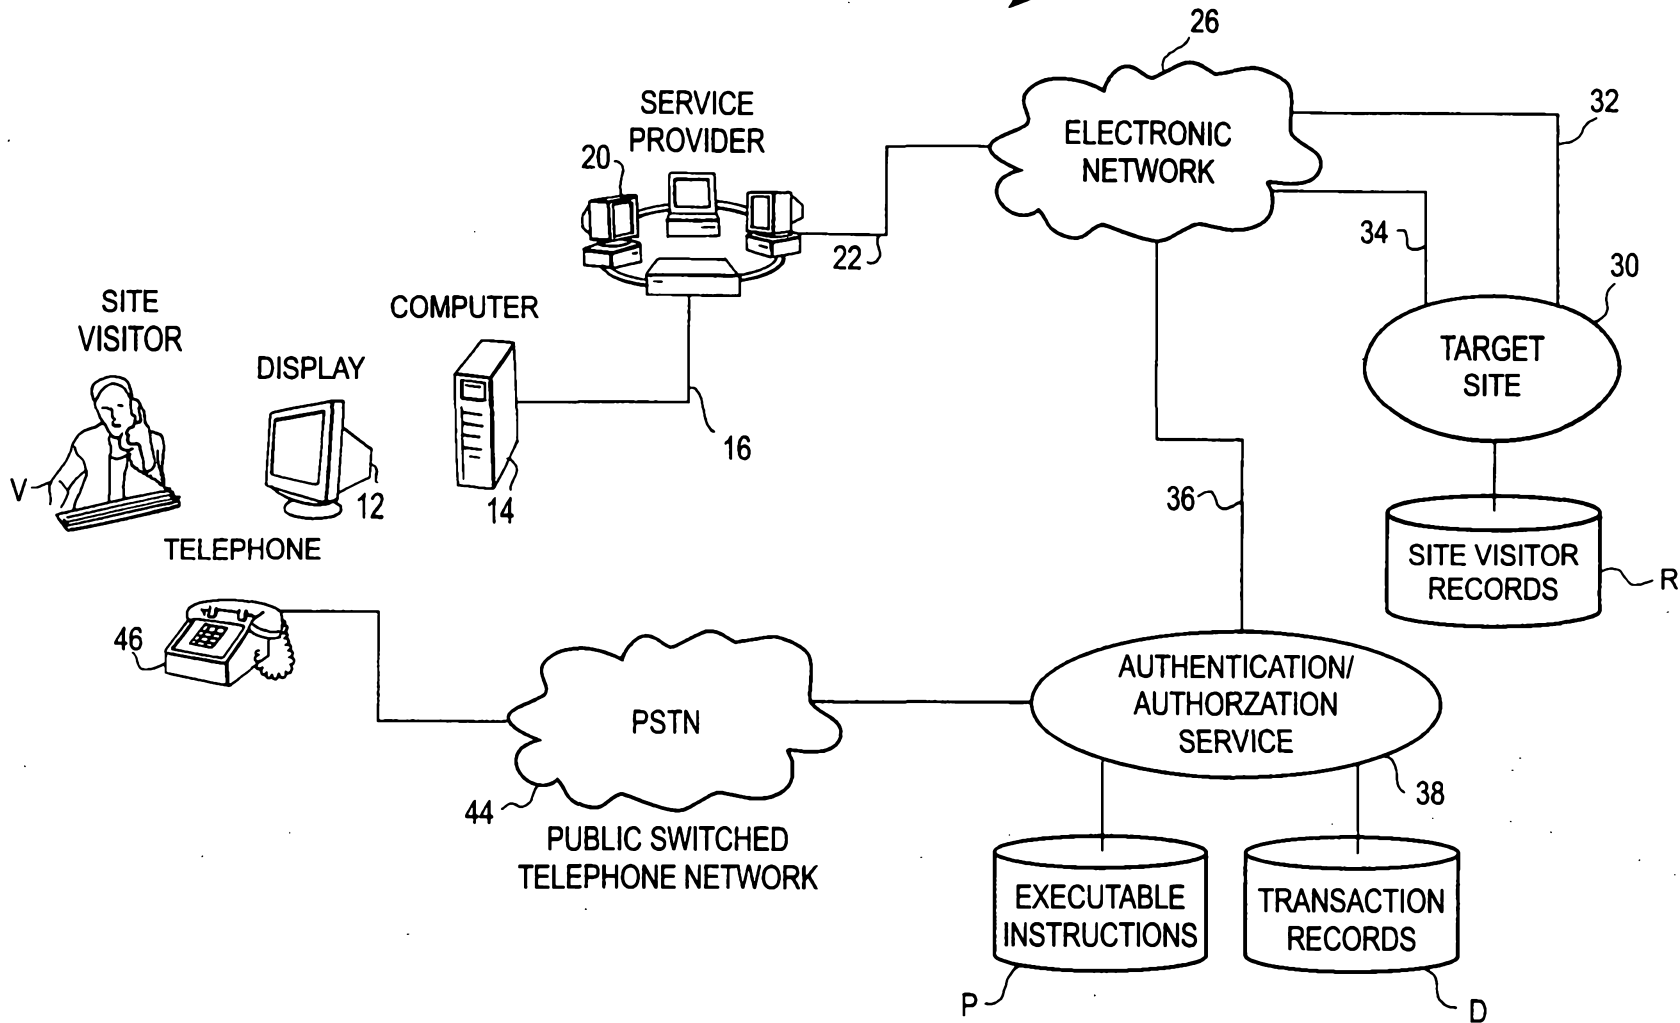 26
SERVICE
PROVIDER
20
ELECTRONIC
NETWORK
32
22
34
30
SITE
VISITOR
COMPUTER
DISPLAY
TARGET
SITE
16
V
12
14
36
TELEPHONE
SITE VISITOR
RECORDS
R
46
PSTN
AUTHENTICATION/
AUTHORZATION
SERVICE
44
38
PUBLIC SWITCHED
TELEPHONE NETWORK
EXECUTABLE
INSTRUCTIONS
TRANSACTION
RECORDS
P
D